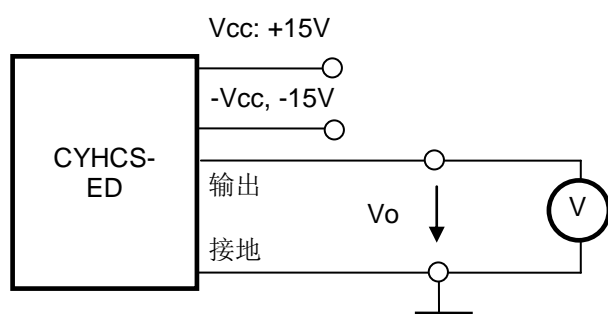 Vcc: +15V
-Vcc, -15V
CYHCS-
ED
输出
Vo
V
接地